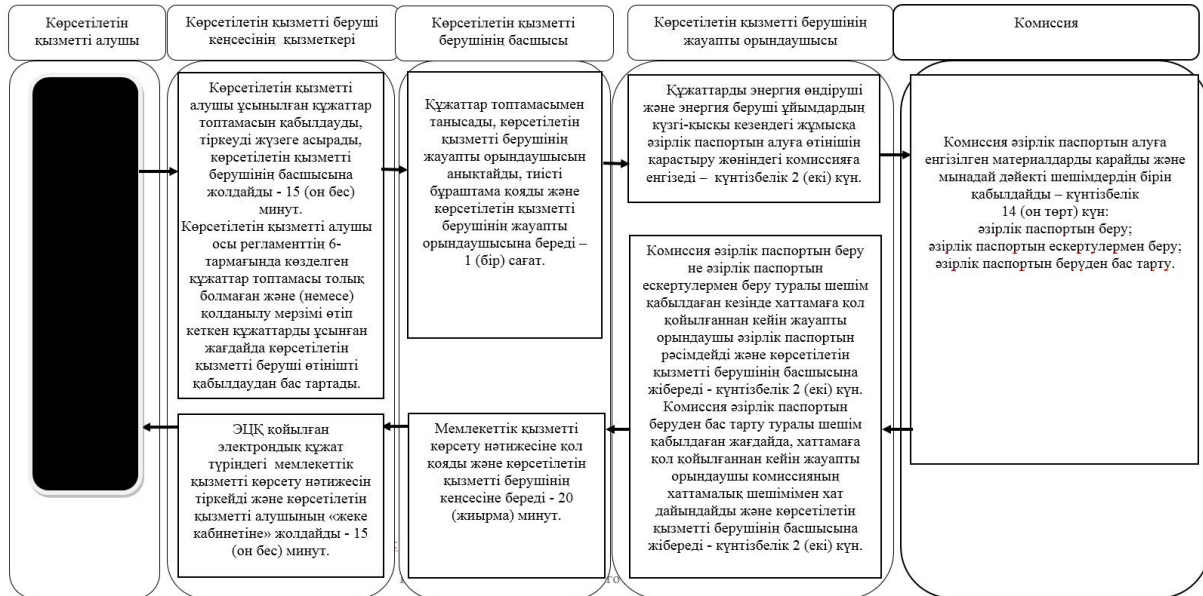 Көрсетілетін
қызметті алушы
Көрсетілетін қызметті беруші
кеңсесінің қызметкері
Көрсетілетін қызметті
берушінің басшысы
Көрсетілетін қызметті берушінің
жауапты орындаушысы
Комиссия
Көрсетілетін қызметті
алушы ұсынылған құжаттар
топтамасын қабылдауды,
тіркеуді жүзеге асырады,
көрсетілетін қызметті
берушінің басшысына
жолдайды - 15 (он бес)
минут.
Көрсетілетін қызметті алушы
осы регламенттің 6-
тармағында көзделген
құжаттар топтамасы толық
болмаған және (немесе)
қолданылу мерзімі өтіп
кеткен құжаттарды ұсынған
жағдайда көрсетілетін
қызметті беруші өтінішті
қабылдаудан бас тартады.
Құжаттар топтамасымен
танысады, көрсетілетін
қызметті берушінің
жауапты орындаушысын
анықтайды, тиісті
бұраштама қояды және
көрсетілетін қызметті
берушінің жауапты
орындаушысына береді –
1 (бір) сағат.
Құжаттарды энергия өндіруші
және энергия беруші ұйымдардың
күзгі-қысқы кезендегі жұмысқа
әзірлік паспортын алуға өтінішін
қарастыру жөніндегі комиссияға
енгізеді – күнтізбелік 2 (екі) күн.
Комиссия әзірлік паспортын алуға
енгізілген материалдарды қарайды және
мынадай дәйекті шешімдердің бірін
қабылдайды – күнтізбелік
14 (он төрт) күн:
әзірлік паспортын беру;
әзірлік паспортын ескертулермен беру;
әзірлік паспортын беруден бас тарту.
Комиссия әзірлік паспортын беру
не әзірлік паспортын
ескертулермен беру туралы шешім
қабылдаған кезінде хаттамаға қол
қойылғаннан кейін жауапты
орындаушы әзірлік паспортын
рәсімдейді және көрсетілетін
қызметті берушінің басшысына
жібереді - күнтізбелік 2 (екі) күн.
Комиссия әзірлік паспортын
беруден бас тарту туралы шешім
қабылдаған жағдайда, хаттамаға
қол қойылғаннан кейін жауапты
орындаушы комиссияның
хаттамалық шешімімен хат
дайындайды және көрсетілетін
қызметті берушінің басшысына
жібереді - күнтізбелік 2 (екі) күн.
Мемлекеттік қызметті
көрсету нәтижесіне қол
қояды және көрсетілетін
қызметті берушінің
кеңсесіне береді - 20
(жиырма) минут.
ЭЦҚ қойылған
электрондық құжат
түріндегі мемлекеттік
қызметті көрсету нәтижесін
тіркейді және көрсетілетін
қызметті алушының «жеке
кабинетіне» жолдайды - 15
(он бес) минут.